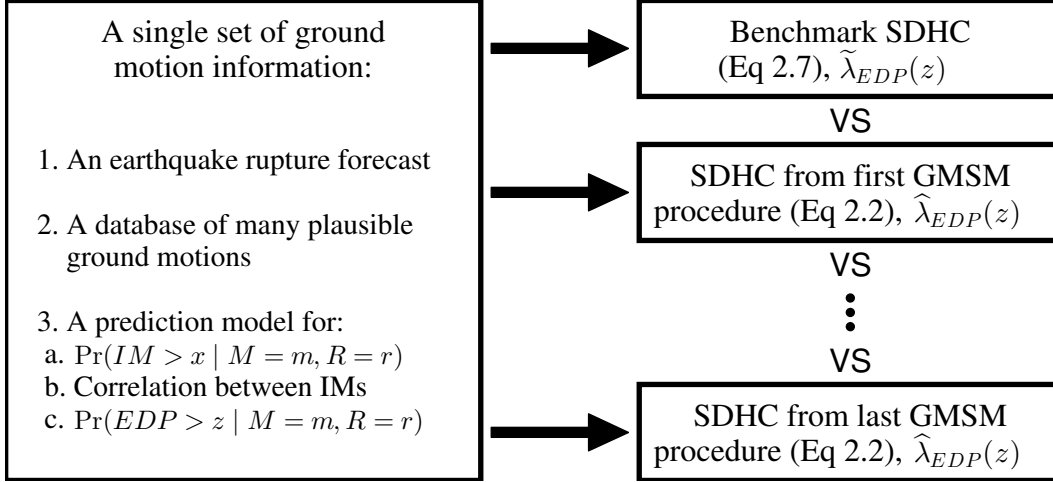 A single set of ground
motion information:
1. An earthquake rupture forecast
2. A database of many plausible
ground motions
3. A prediction model for:
a. Pr(IM > x | M = m, R = r)
b. Correlation between IMs
c. Pr(EDP > z | M = m, R = r)
Benchmark SDHC
(Eq 2.7), λ̃_EDP(z)
VS
SDHC from first GMSM
procedure (Eq 2.2), λ̂_EDP(z)
VS
VS
SDHC from last GMSM
procedure (Eq 2.2), λ̂_EDP(z)